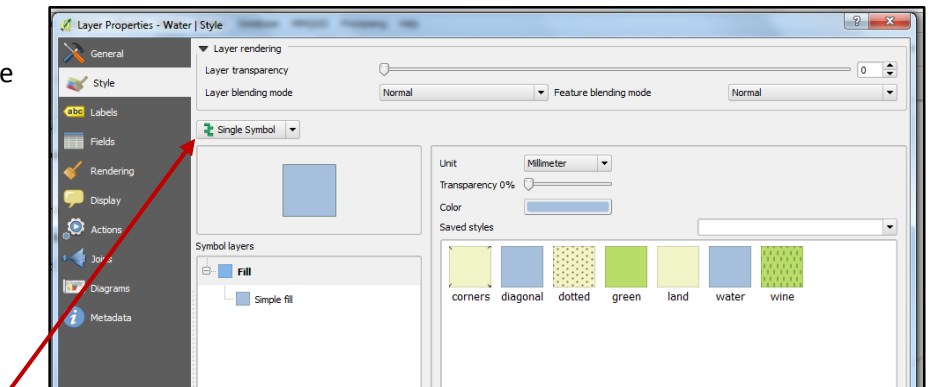 Layer Properties - Water | Style
e
General
Style
abc Labels
Fields
Rendering
Display
Actions
Joins
Diagrams
Metadata
Layer rendering
Layer transparency 0
Layer blending mode Normal Feature blending mode Normal
Single Symbol
Unit Millimeter
Transparency 0%
Color
Saved styles
Symbol layers
Fill
Simple fill
corners diagonal dotted green land water wine